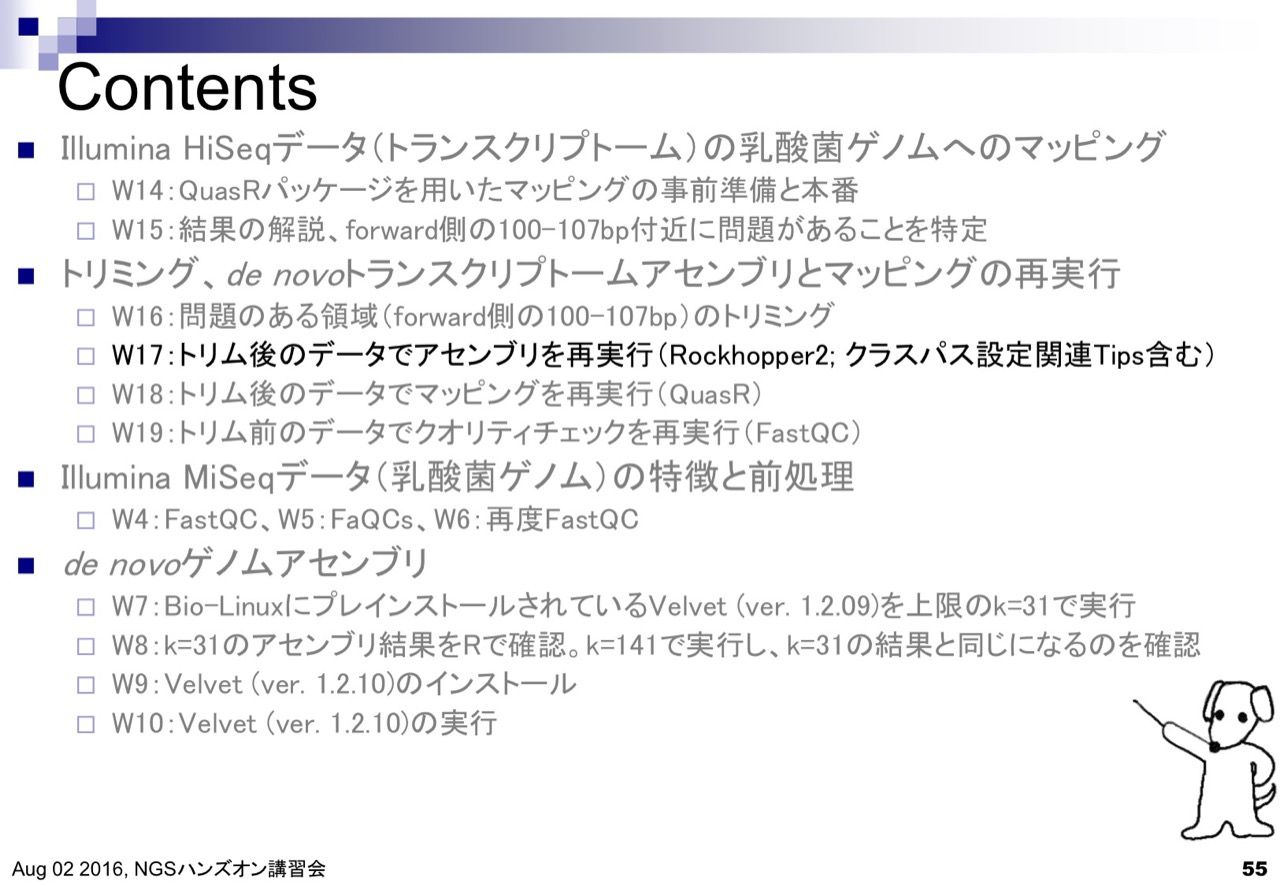 Contents
Illumina HiSeqデータ(トランスクリプトーム)の乳酸菌ゲノムへのマッピング
W14:QuasRパッケージを用いたマッピングの事前準備と本番
W15:結果の解説、forward側の100-107bp付近に問題があることを特定
トリミング、de novoトランスクリプトームアセンブリとマッピングの再実行
W16:問題のある領域(forward側の100-107bp)のトリミング
W17:トリム後のデータでアセンブリを再実行(Rockhopper2; クラスパス設定関連Tips含む)
W18:トリム後のデータでマッピングを再実行(QuasR)
W19:トリム前のデータでクオリティチェックを再実行(FastQC)
Illumina MiSeqデータ(乳酸菌ゲノム)の特徴と前処理
W4:FastQC、W5:FaQCs、W6:再度FastQC
de novoゲノムアセンブリ
W7:Bio-LinuxにプレインストールされているVelvet (ver. 1.2.09)を上限のk=31で実行
W8:k=31のアセンブリ結果をRで確認。k=141で実行し、k=31の結果と同じになるのを確認
W9:Velvet (ver. 1.2.10)のインストール
W10:Velvet (ver. 1.2.10)の実行
Aug 02 2016, NGSハンズオン講習会
55